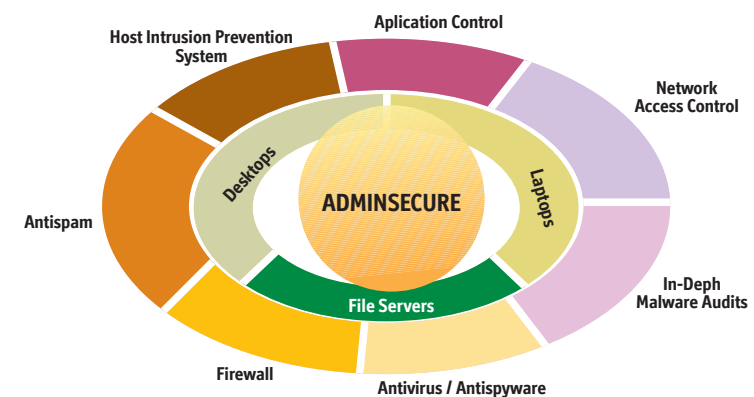 Aplication Control
Host Intrusion Prevention
System
Network
Access Control
Desktops
Laptops
ADMINSECURE
Antispam
In-Deph
Malware Audits
File Servers
Firewall
Antivirus / Antispyware